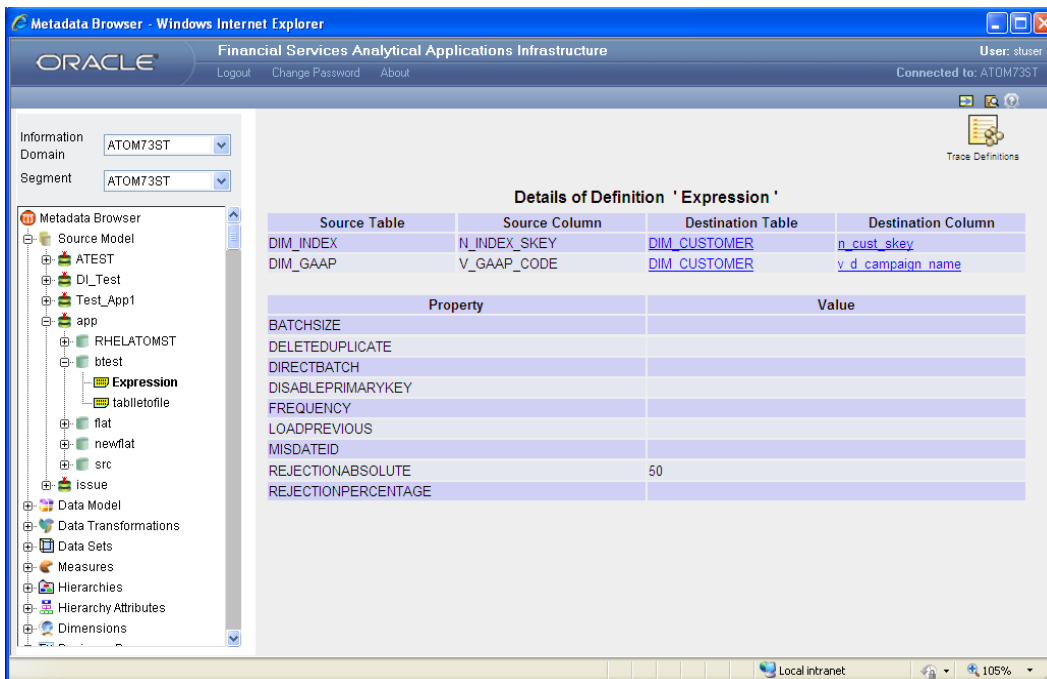 Metadata Browser - Windows Internet Explorer
ORACLE
Financial Services Analytical Applications Infrastructure
User: stuser
Logout Change Password About
Connected to: ATOM73ST
Information Domain
ATOM73ST
Segment
ATOM73ST
Trace Definitions
Metadata Browser
Source Model
ATEST
DI_Test
Test_App1
app
RHELATOMST
btest
Expression
tablletofile
flat
newflat
src
issue
Data Model
Data Transformations
Data Sets
Measures
Hierarchies
Hierarchy Attributes
Dimensions
Details of Definition ' Expression '
Source Table Source Column Destination Table Destination Column
DIM_INDEX N_INDEX_SKEY DIM_CUSTOMER n_cust_skey
DIM_GAAP V_GAAP_CODE DIM_CUSTOMER v_d_campaign_name
Property Value
BATCHSIZE
DELETEDUPLICATE
DIRECTBATCH
DISABLEPRIMARYKEY
FREQUENCY
LOADPREVIOUS
MISDATEID
REJECTIONABSOLUTE 50
REJECTIONPERCENTAGE
Local intranet
105%